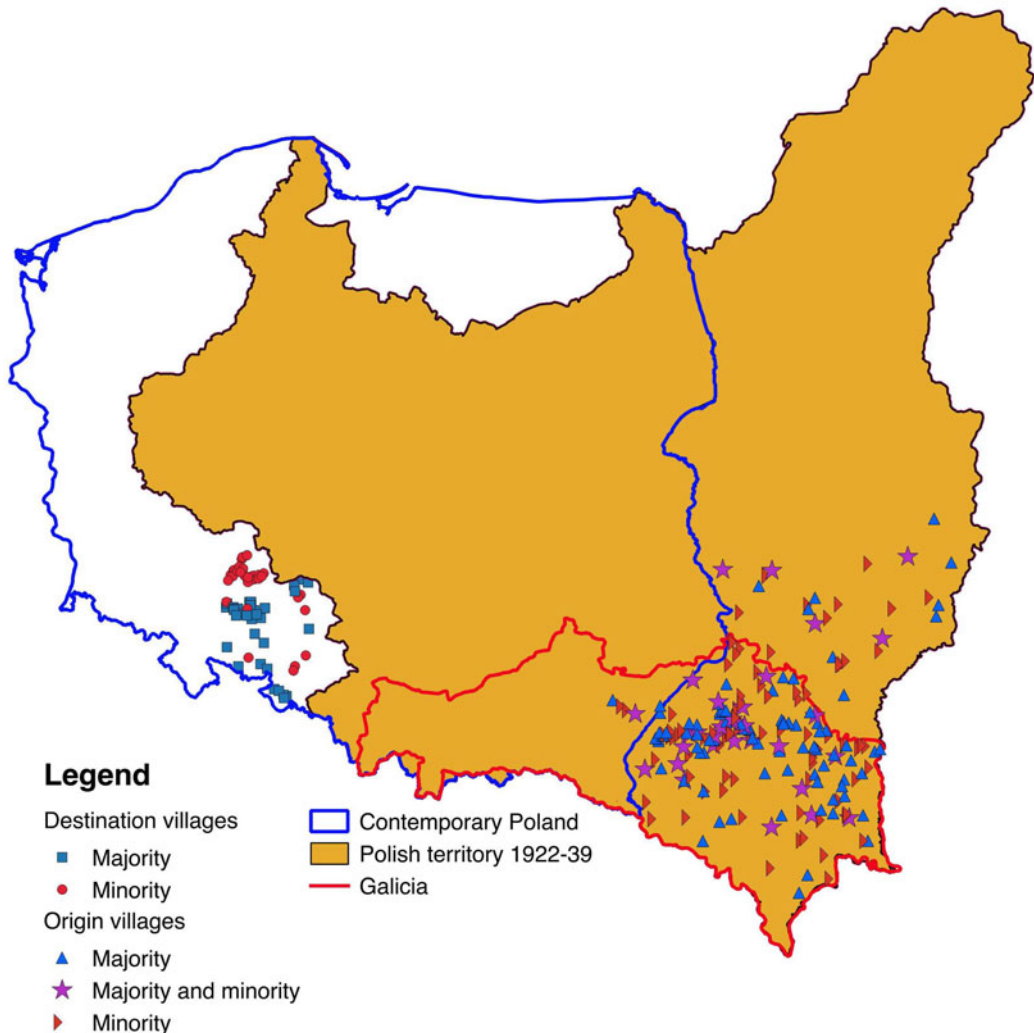 Legend
Destination villages
Majority
Minority
Origin villages
Majority
Majority and minority
Minority
Contemporary Poland
Polish territory 1922-39
Galicia